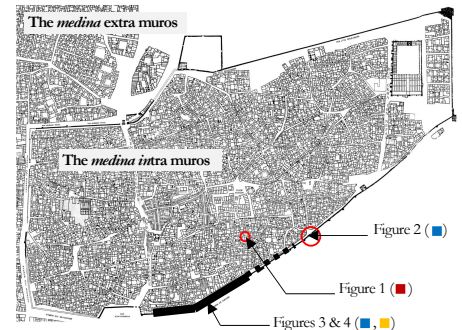 The medina extra muros
The medina intra muros
Figure 2 (■)
Figure 1 (■)
Figures 3 & 4 (■, ■)